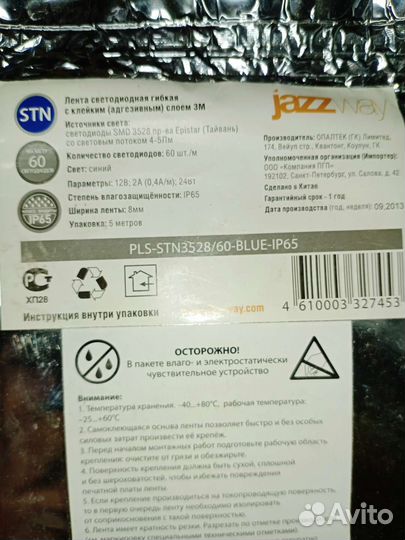 STN
Лента светодиодная гибкая
с клейким (адгезивным) слоем 3М
Источники света:
светодиоды SMD 3528 пр-ва Epistar (Тайвань)
со световым потоком 4-5Лм
60
СВЕТОДИОДОВ
Количество светодиодов: 60 шт./м
Цвет: синий
Параметры: 12В; 2А (0,4А/м); 24вт
Степень влагозащищённости: IP65
IP65
Ширина ленты: 8мм
Упаковка: 5 метров
jazzway
Производитель: ОПАЛТЕК (ГК) Лимитед,
174, Вейул стр., Квантонг, Коулун, ГК
Уполномоченная организация (Импортер):
ООО «Компания ПГП»
192102, Санкт-Петербург, ул. Салова, д. 42
Сделано в Китае
Гарантийный срок - 1 год
Дата производства (год, неделя): 09.2013
PLS-STN3528/60-BLUE-IP65
ХП28
Инструкция внутри упаковки
way.com
4 610003 327453
ОСТОРОЖНО!
В пакете влаго- и электростатически
чувствительное устройство
Внимание:
1. Температура хранения: -40...+80°С, рабочая температура:
-25...+60°С
2. Самоклеящаяся основа ленты позволяет быстро и без особых
силовых затрат произвести её крепёж.
3. Перед началом монтажных работ подготовьте рабочую область
крепления: очистите от грязи и обезжирьте.
4. Поверхность крепления должна быть сухой, сплошной
и без шероховатостей, чтобы избежать повреждения
печатной платы ленты.
5. Если крепление производиться на токопроводящую поверхность,
то в первую очередь ленту необходимо изолировать
от соприкосновения с такой поверхностью.
6. Лента имеет кратность резки. Разрезать по отметке
Avito